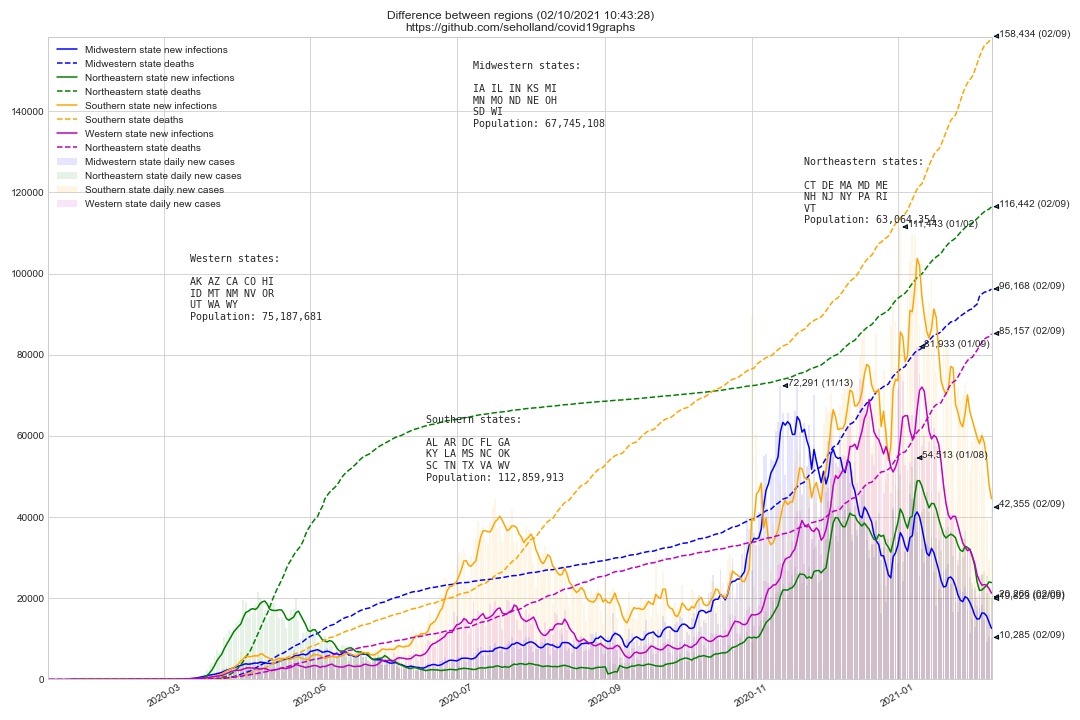 Difference between regions (02/10/2021 10:43:28)
https://github.com/seholland/covid19graphs
Midwestern state new infections
Midwestern state deaths
Northeastern state new infections
Northeastern state deaths
Southern state new infections
Southern state deaths
Western state new infections
Northeastern state deaths
Midwestern state daily new cases
Northeastern state daily new cases
Southern state daily new cases
Western state daily new cases
Midwestern states:
IA IL IN KS MI
MN MO ND NE OH
SD WI
Population: 67,745,108
Northeastern states:
CT DE MA MD ME
NH NJ NY PA RI
VT
Population: 63,064,354
Western states:
AK AZ CA CO HI
ID MT NM NV OR
UT WA WY
Population: 75,187,681
Southern states:
AL AR DC FL GA
KY LA MS NC OK
SC TN TX VA WV
Population: 112,859,913
158,434 (02/09)
116,442 (02/09)
111,443 (01/02)
96,168 (02/09)
85,157 (02/09)
81,933 (01/09)
72,291 (11/13)
54,513 (01/08)
42,355 (02/09)
10,285 (02/09)
140000
120000
100000
80000
60000
40000
20000
0
2020-03
2020-05
2020-07
2020-09
2020-11
2021-01